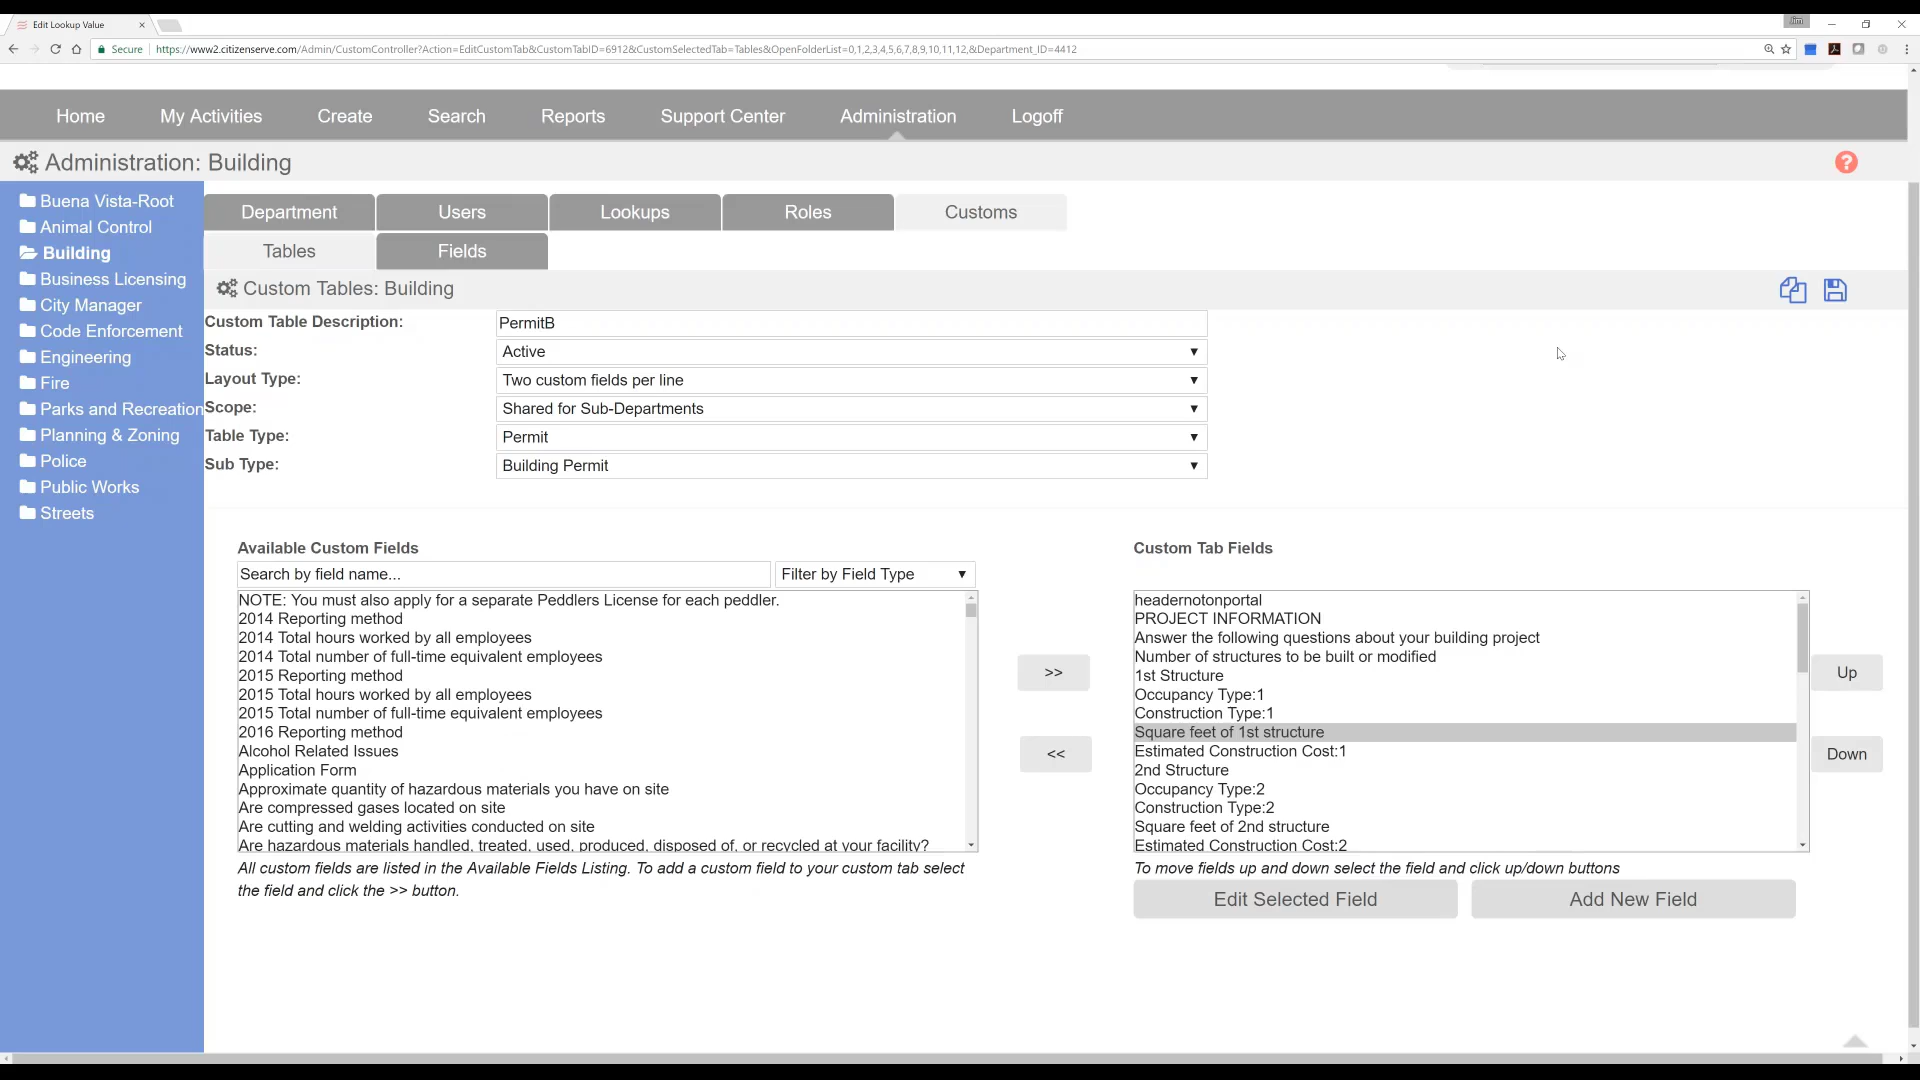 Edit Lookup Value
Jim
Secure
https://www2.citizenserve.com/Admin/CustomController?Action=EditCustomTab&CustomTabID=6912&CustomSelectedTab=Tables&OpenFolderList=0,1,2,3,4,5,6,7,8,9,10,11,12,&Department_ID=4412
Home My Activities Create Search Reports Support Center Administration Logoff
Administration: Building
?
Buena Vista-Root
Animal Control
Building
Business Licensing
City Manager
Code Enforcement
Engineering
Fire
Parks and Recreation
Planning & Zoning
Police
Public Works
Streets
Department Users Lookups Roles Customs
Tables Fields
Custom Tables: Building
Custom Table Description: PermitB
Status: Active
Layout Type: Two custom fields per line
Scope: Shared for Sub-Departments
Table Type: Permit
Sub Type: Building Permit
Available Custom Fields
Search by field name... Filter by Field Type
NOTE: You must also apply for a separate Peddlers License for each peddler.
2014 Reporting method
2014 Total hours worked by all employees
2014 Total number of full-time equivalent employees
2015 Reporting method
2015 Total hours worked by all employees
2015 Total number of full-time equivalent employees
2016 Reporting method
Alcohol Related Issues
Application Form
Approximate quantity of hazardous materials you have on site
Are compressed gases located on site
Are cutting and welding activities conducted on site
Are hazardous materials handled, treated, used, produced, disposed of, or recycled at your facility?
All custom fields are listed in the Available Fields Listing. To add a custom field to your custom tab select
the field and click the >> button.
>>
<<
Custom Tab Fields
headernotonportal
PROJECT INFORMATION
Answer the following questions about your building project
Number of structures to be built or modified
1st Structure
Occupancy Type:1
Construction Type:1
Square feet of 1st structure
Estimated Construction Cost:1
2nd Structure
Occupancy Type:2
Construction Type:2
Square feet of 2nd structure
Estimated Construction Cost:2
Up
Down
To move fields up and down select the field and click up/down buttons
Edit Selected Field Add New Field